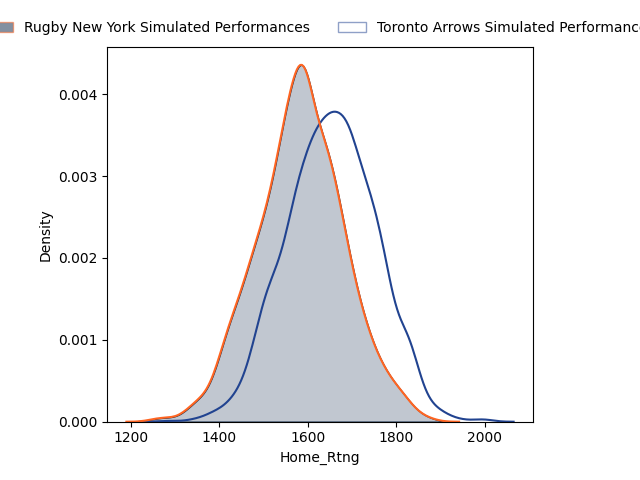 Rugby New York Simulated Performances
Toronto Arrows Simulated Performanc
0.004
0.003
0.002
0.001
0.000
Density
1200 1400 1600 1800 2000
Home_Rtng